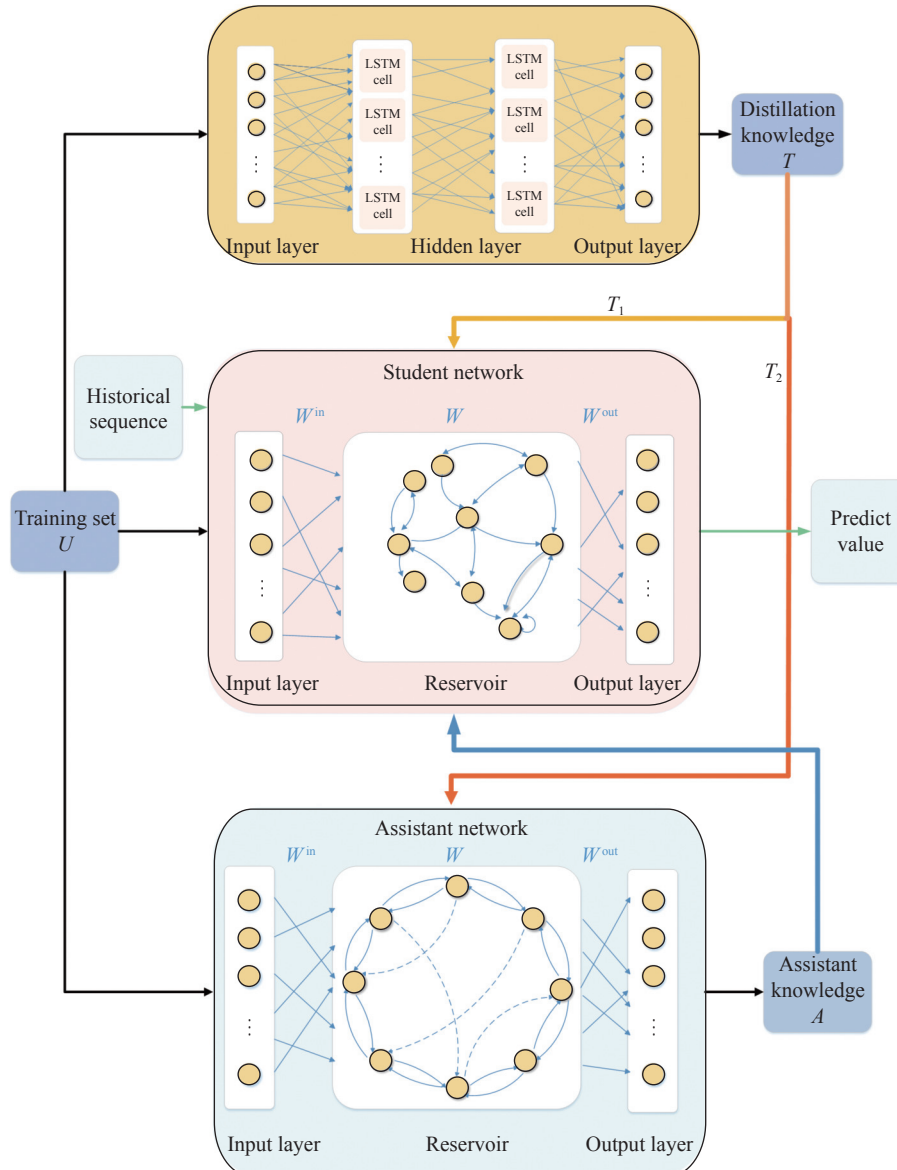 LSTM
cell
LSTM
cell
LSTM
cell
LSTM
cell
⋮
⋮
LSTM
cell
LSTM
cell
Input layer
Hidden layer
Output layer
Distillation
knowledge
T
T₁
T₂
Student network
Historical
sequence
Wⁱⁿ
W
Wᵒᵘᵗ
Training set
U
Predict
value
Input layer
Reservoir
Output layer
Assistant network
Wⁱⁿ
W
Wᵒᵘᵗ
Assistant
knowledge
A
Input layer
Reservoir
Output layer